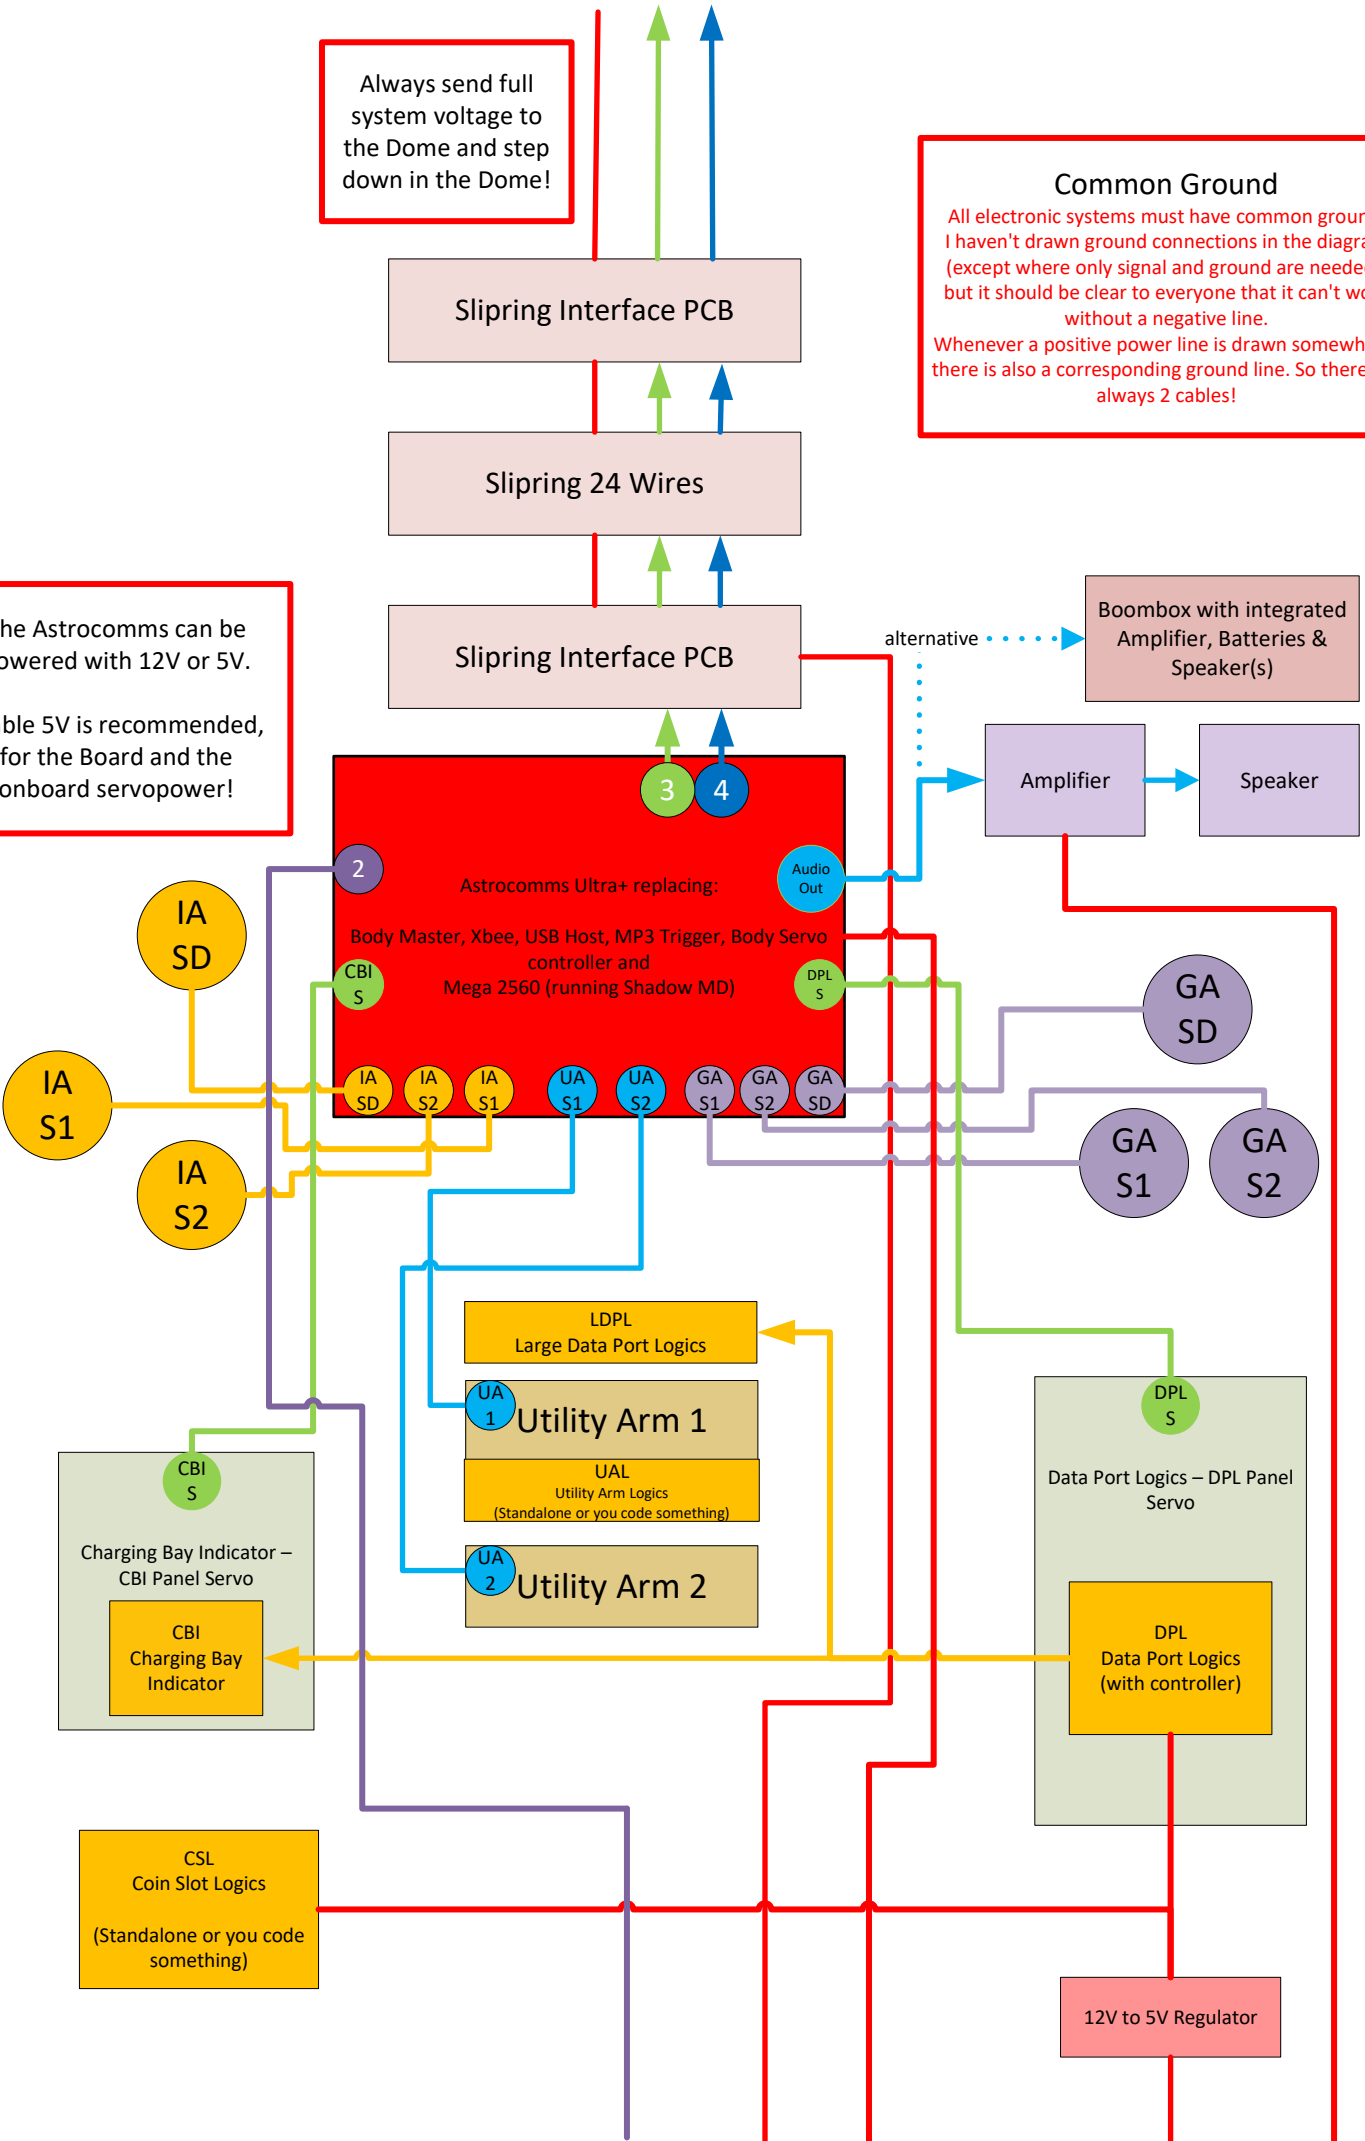 Always send full
system voltage to
the Dome and step
down in the Dome!
Common Ground
All electronic systems must have common groun
I haven't drawn ground connections in the diagra
(except where only signal and ground are neede
but it should be clear to everyone that it can't wo
without a negative line.
Whenever a positive power line is drawn somewh
there is also a corresponding ground line. So there
always 2 cables!
Slipring Interface PCB
Slipring 24 Wires
Slipring Interface PCB
he Astrocomms can be
owered with 12V or 5V.
able 5V is recommended,
for the Board and the
onboard servopower!
alternative
Boombox with integrated
Amplifier, Batteries &
Speaker(s)
Amplifier
Speaker
3
4
2
Audio
Out
Astrocomms Ultra+ replacing:
Body Master, Xbee, USB Host, MP3 Trigger, Body Servo
controller and
Mega 2560 (running Shadow MD)
CBI
S
DPL
S
IA
SD
IA
S1
IA
S2
IA
SD
IA
S2
IA
S1
UA
S1
UA
S2
GA
S1
GA
S2
GA
SD
GA
SD
GA
S1
GA
S2
LDPL
Large Data Port Logics
UA
1
Utility Arm 1
UAL
Utility Arm Logics
(Standalone or you code something)
UA
2
Utility Arm 2
CBI
S
Charging Bay Indicator –
CBI Panel Servo
CBI
Charging Bay
Indicator
DPL
S
Data Port Logics – DPL Panel
Servo
DPL
Data Port Logics
(with controller)
CSL
Coin Slot Logics
(Standalone or you code
something)
12V to 5V Regulator